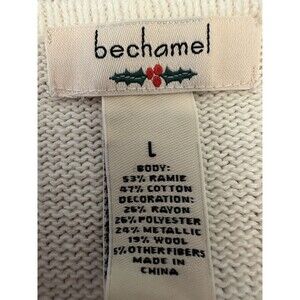 bechamel
L
BODY:
53% RAMIE
47% COTTON
DECORATION:
26% RAYON
26% POLYESTER
24% METALLIC
19% WOOL
5% OTHER FIBERS
MADE IN
CHINA